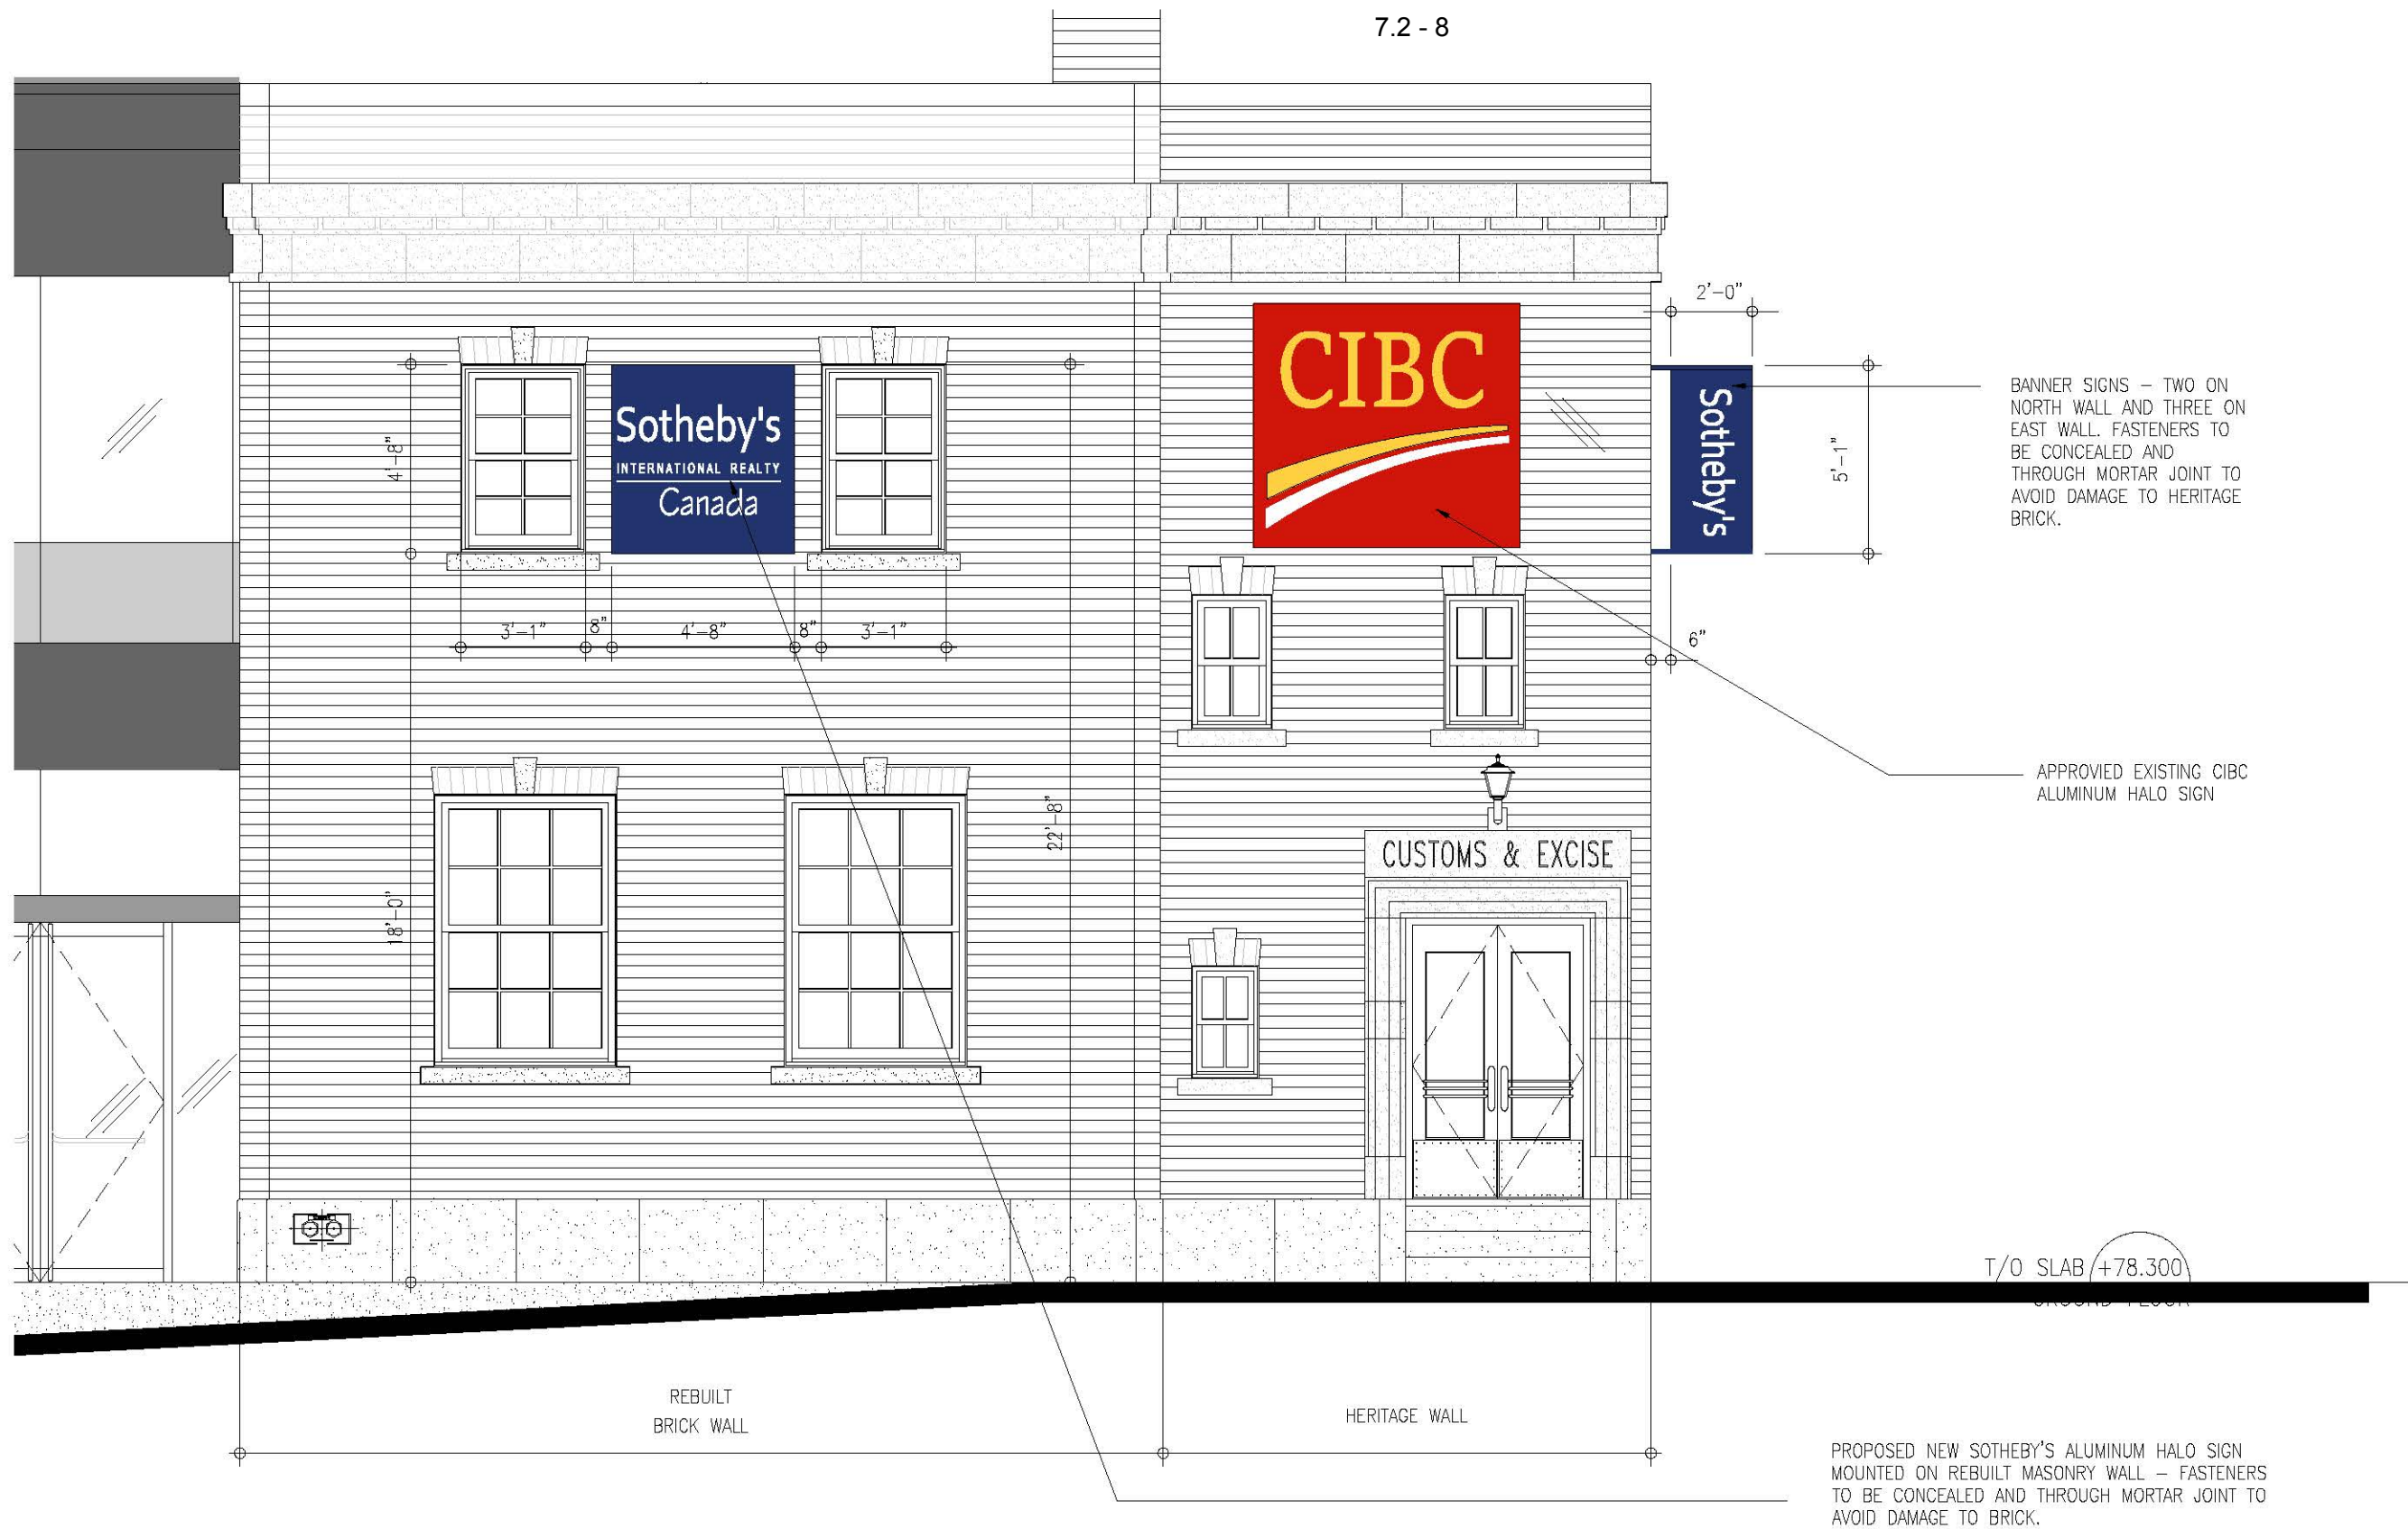 7.2 - 8
2'-0"
BANNER SIGNS – TWO ON
NORTH WALL AND THREE ON
EAST WALL. FASTENERS TO
BE CONCEALED AND
THROUGH MORTAR JOINT TO
AVOID DAMAGE TO HERITAGE
BRICK.
CIBC
Sotheby's
INTERNATIONAL REALTY
Canada
Sotheby's
4'-8"
5'-1"
3'-1"
8"
4'-8"
8"
3'-1"
6"
APPROVIED EXISTING CIBC
ALUMINUM HALO SIGN
22'-8"
CUSTOMS & EXCISE
18'-0"
T/O SLAB +78.300
GROUND FLOOR
REBUILT
BRICK WALL
HERITAGE WALL
PROPOSED NEW SOTHEBY'S ALUMINUM HALO SIGN
MOUNTED ON REBUILT MASONRY WALL – FASTENERS
TO BE CONCEALED AND THROUGH MORTAR JOINT TO
AVOID DAMAGE TO BRICK.